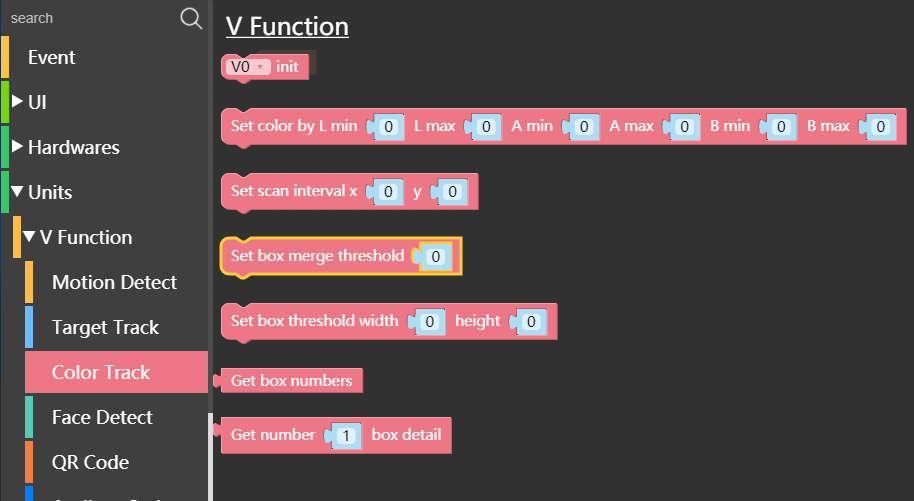 search
Event
UI
Hardwares
Units
V Function
Motion Detect
Target Track
Color Track
Face Detect
QR Code
V Function
V0 init
Set color by L min 0 L max 0 A min 0 A max 0 B min 0 B max 0
Set scan interval x 0 y 0
Set box merge threshold 0
Set box threshold width 0 height 0
Get box numbers
Get number 1 box detail